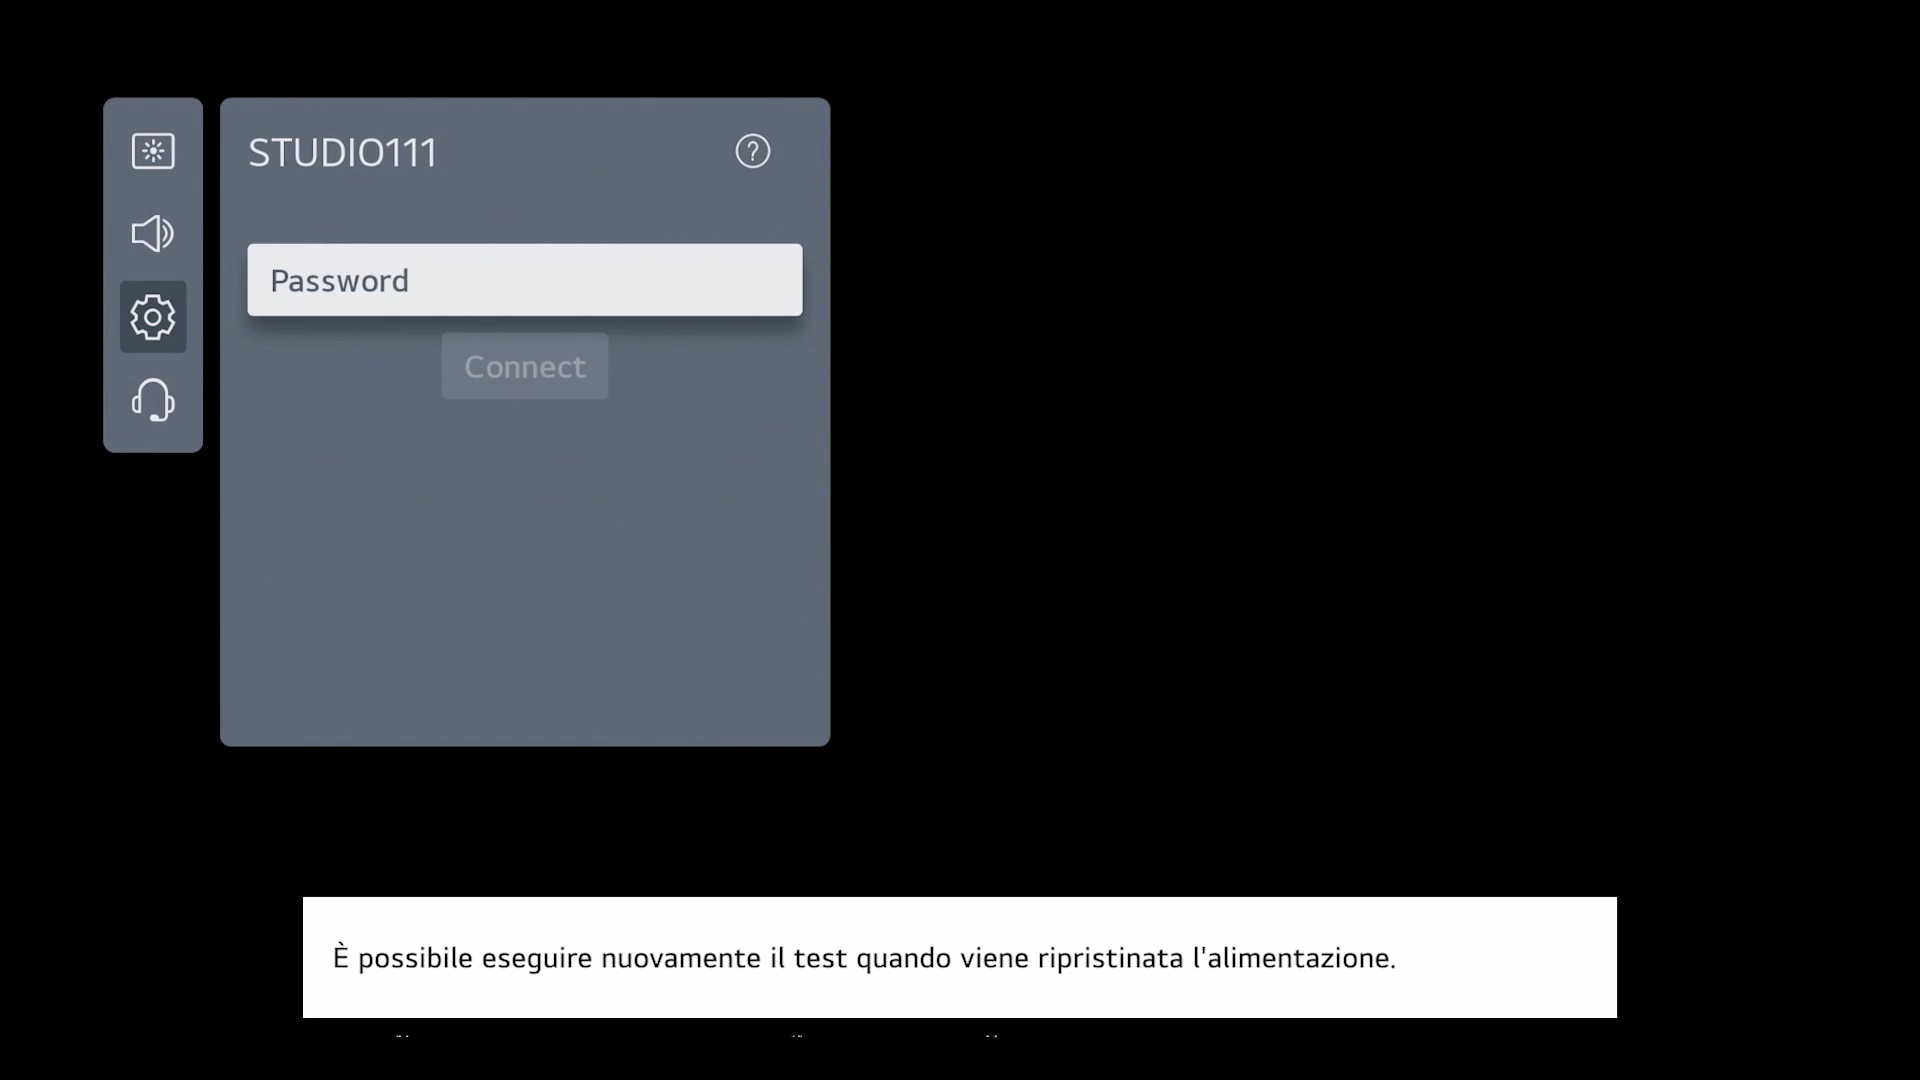 STUDIO111
Password
Connect
È possibile eseguire nuovamente il test quando viene ripristinata l'alimentazione.